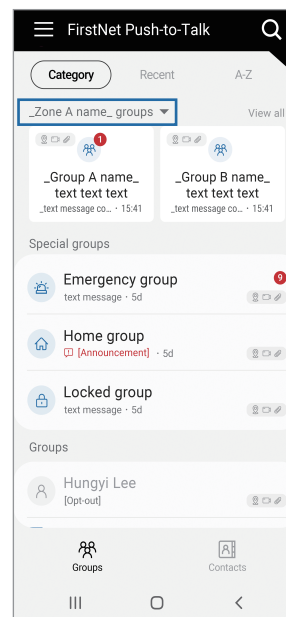 FirstNet Push-to-Talk
Category Recent A-Z
_Zone A name_ groups View all
1
_Group A name_
text text text
_text message co... · 15:41
_Group B name_
text text text
_text message co... · 15:41
Special groups
Emergency group 9
text message · 5d
Home group
[Announcement] · 5d
Locked group
text message · 5d
Groups
Hungyi Lee
[Opt-out]
Groups Contacts